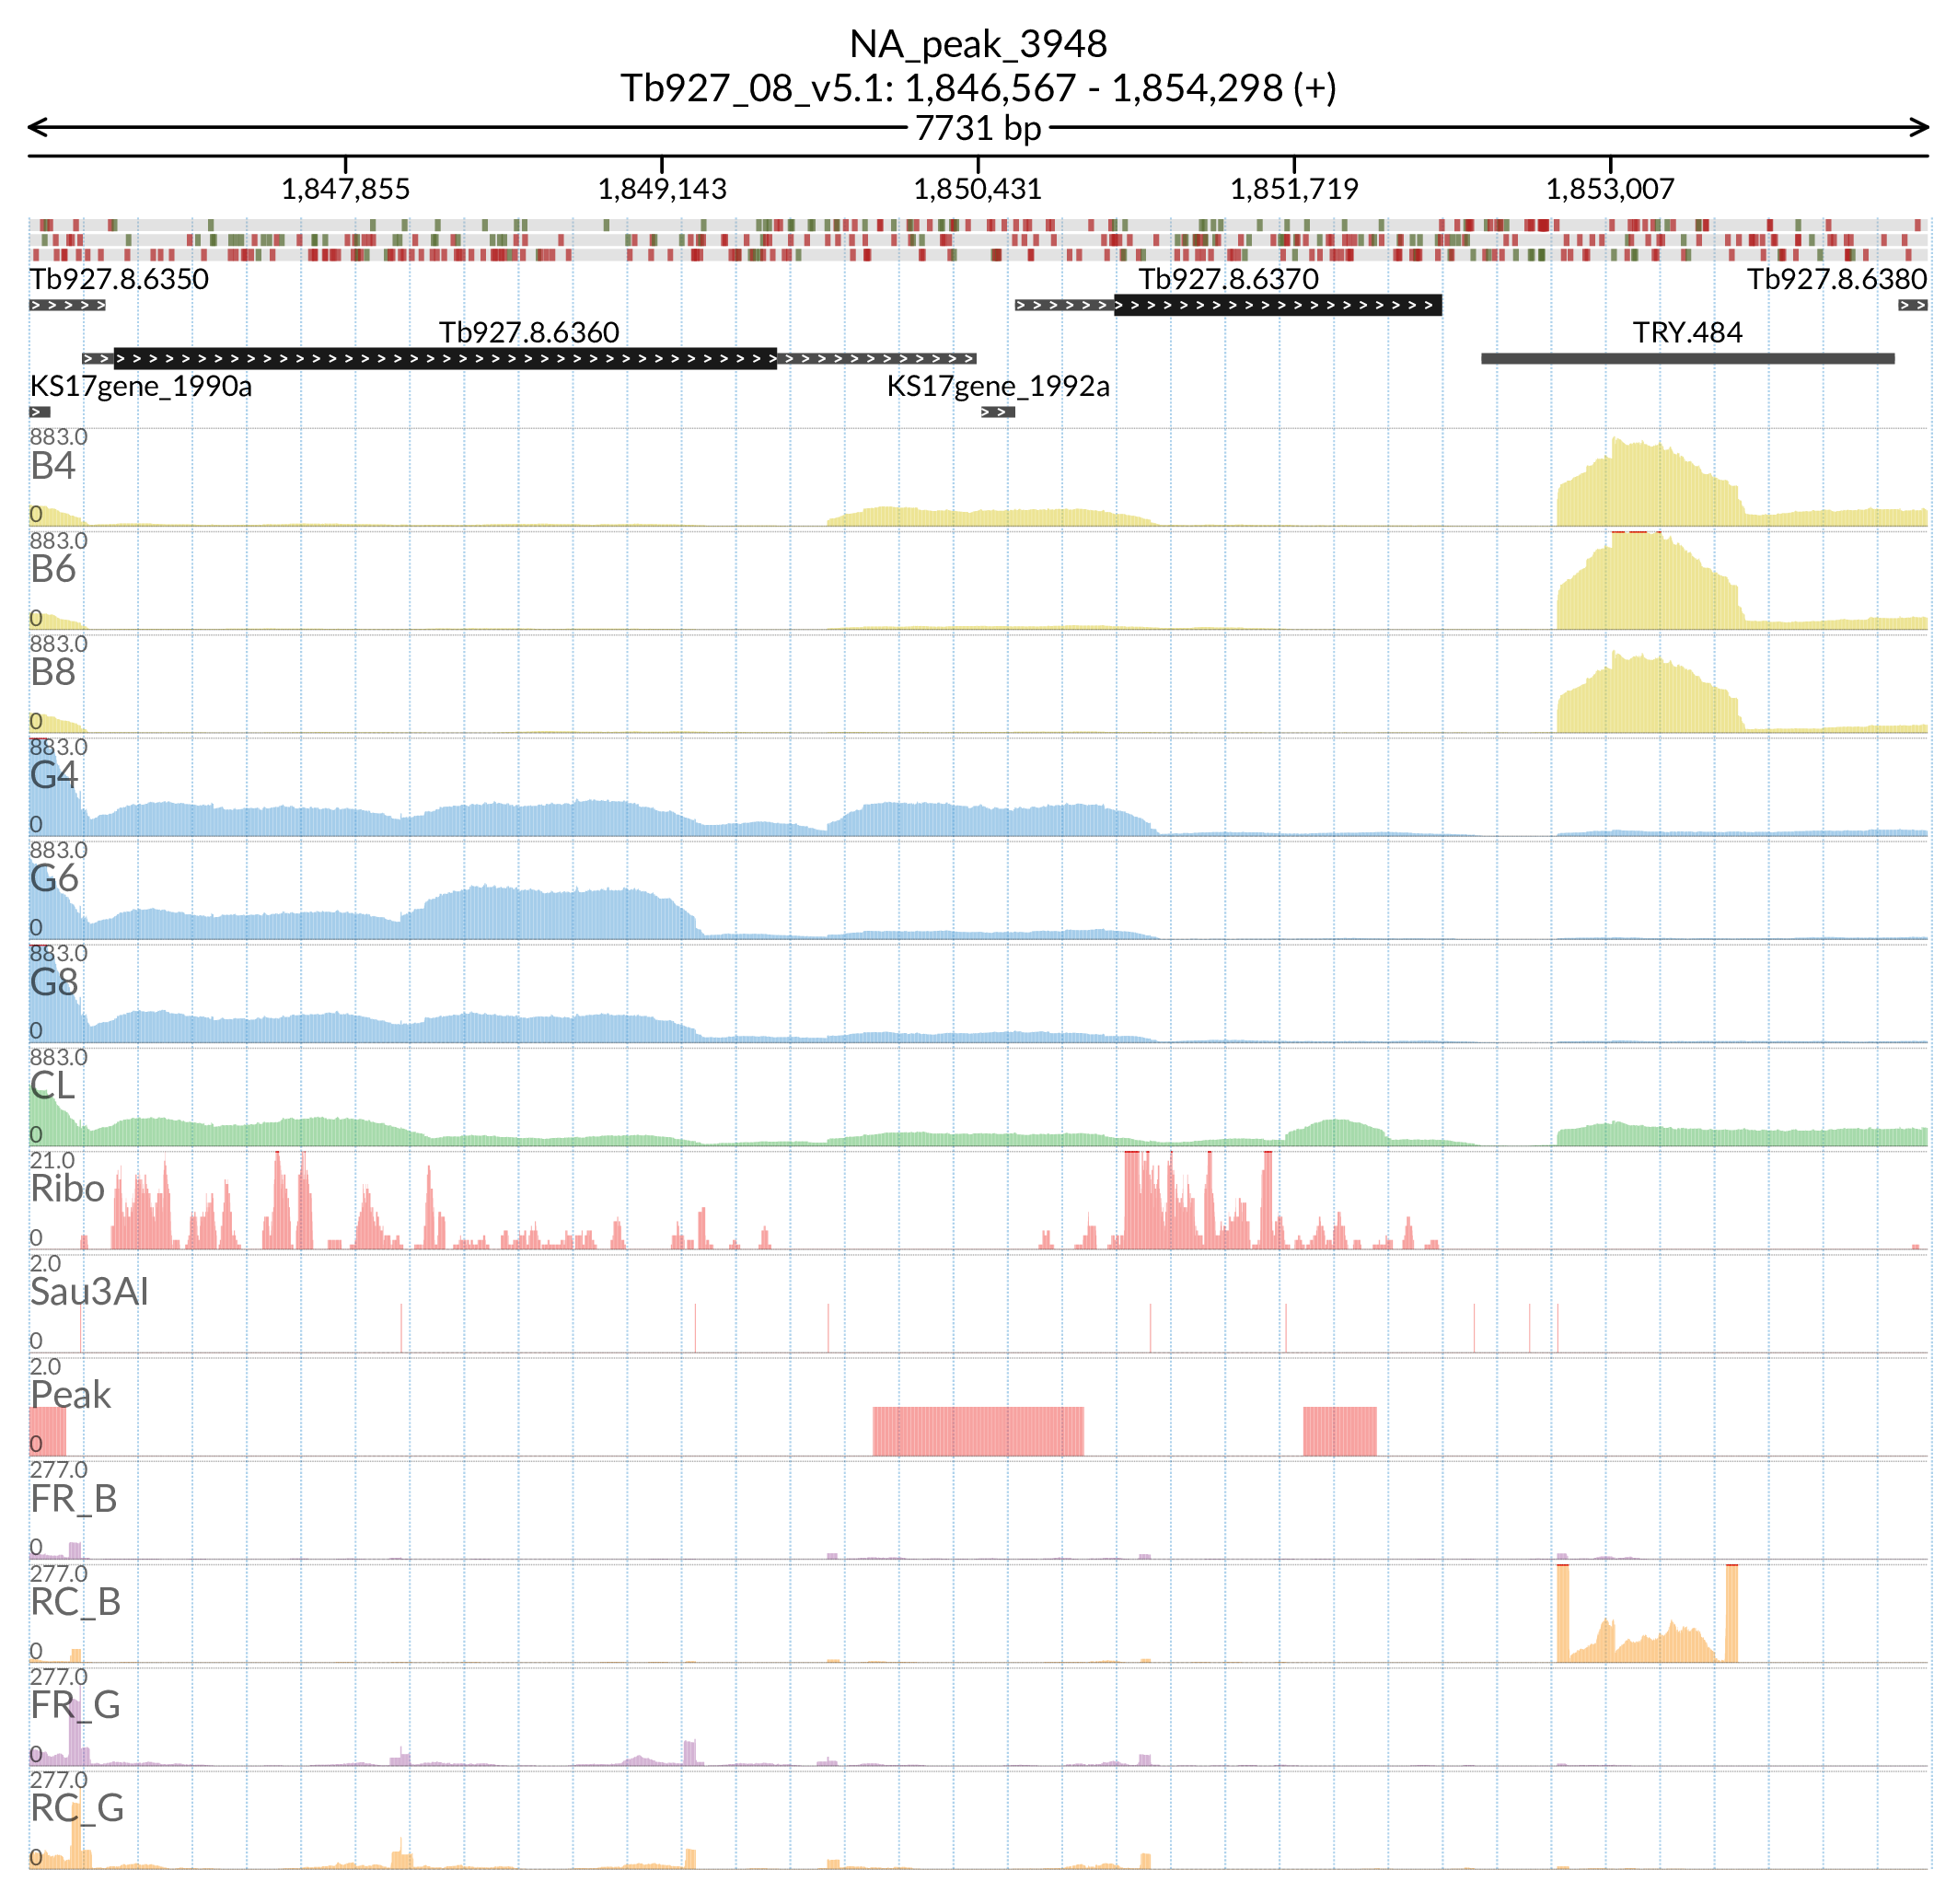 NA_peak_3948
Tb927_08_v5.1: 1,846,567 - 1,854,298 (+)
7731 bp
1,847,855 1,849,143 1,850,431 1,851,719 1,853,007
Tb927.8.6350 Tb927.8.6370 Tb927.8.6380
Tb927.8.6360 TRY.484
KS17gene_1990a KS17gene_1992a
883.0
B4
0
883.0
B6
0
883.0
B8
0
883.0
G4
0
883.0
G6
0
883.0
G8
0
883.0
CL
0
21.0
Ribo
0
2.0
Sau3AI
0
2.0
Peak
0
277.0
FR_B
0
277.0
RC_B
0
277.0
FR_G
0
277.0
RC_G
0